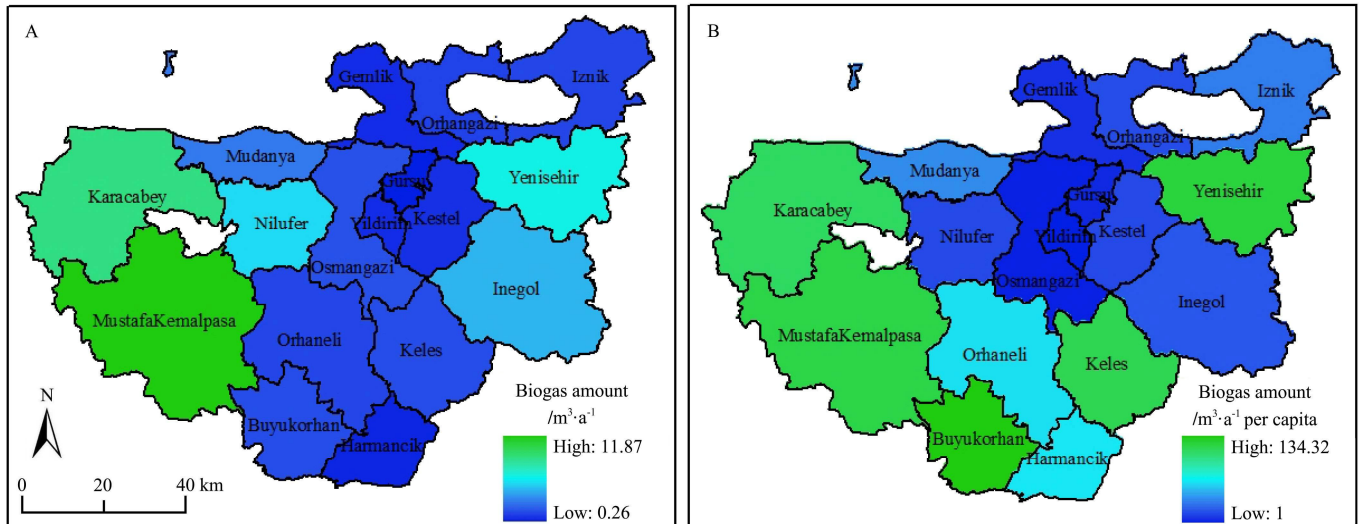 A
Gemlik
Iznik
Orhangazi
Mudanya
Gursu
Yenisehir
Karacabey
Nilufer
Yildirim
Kestel
Osmangazi
Inegol
MustafaKemalpasa
Orhaneli
Keles
Buyukorhan
Harmancik
N
0 20 40 km
Biogas amount
/m³·a⁻¹
High: 11.87
Low: 0.26
B
Gemlik
Iznik
Orhangazi
Mudanya
Gursu
Yenisehir
Karacabey
Nilufer
Yildirim
Kestel
Osmangazi
Inegol
MustafaKemalpasa
Orhaneli
Keles
Buyukorhan
Harmancik
Biogas amount
/m³·a⁻¹ per capita
High: 134.32
Low: 1